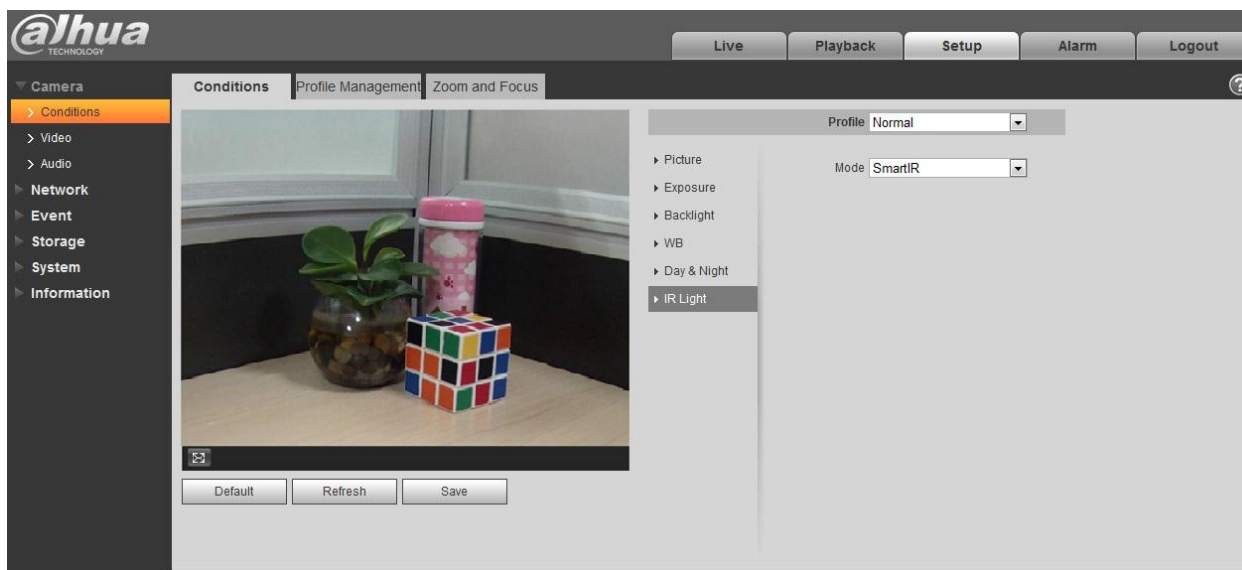 alhua
TECHNOLOGY
Live Playback Setup Alarm Logout
Camera
Conditions
Video
Audio
Network
Event
Storage
System
Information
Conditions Profile Management Zoom and Focus
?
Profile Normal
Picture
Exposure
Backlight
WB
Day & Night
IR Light
Mode SmartIR
Default Refresh Save